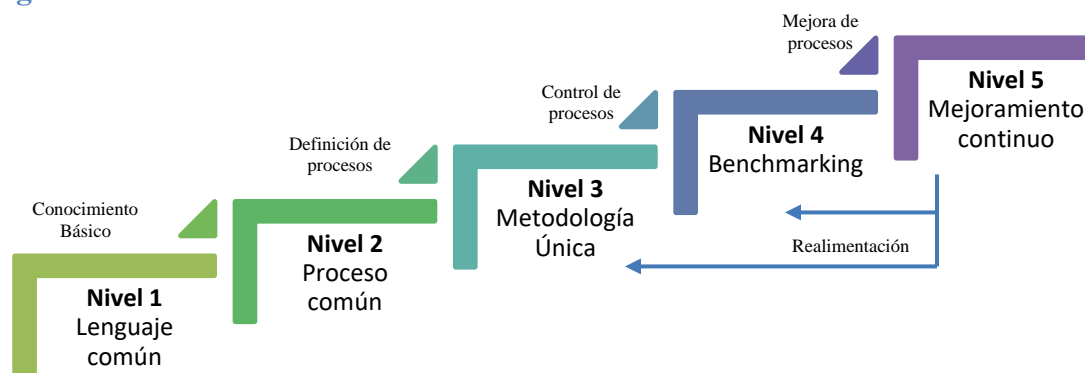 Conocimiento
Básico
Nivel 1
Lenguaje
común
Definición de
procesos
Nivel 2
Proceso
común
Control de
procesos
Nivel 3
Metodología
Única
Mejora de
procesos
Nivel 4
Benchmarking
Nivel 5
Mejoramiento
continuo
Realimentación